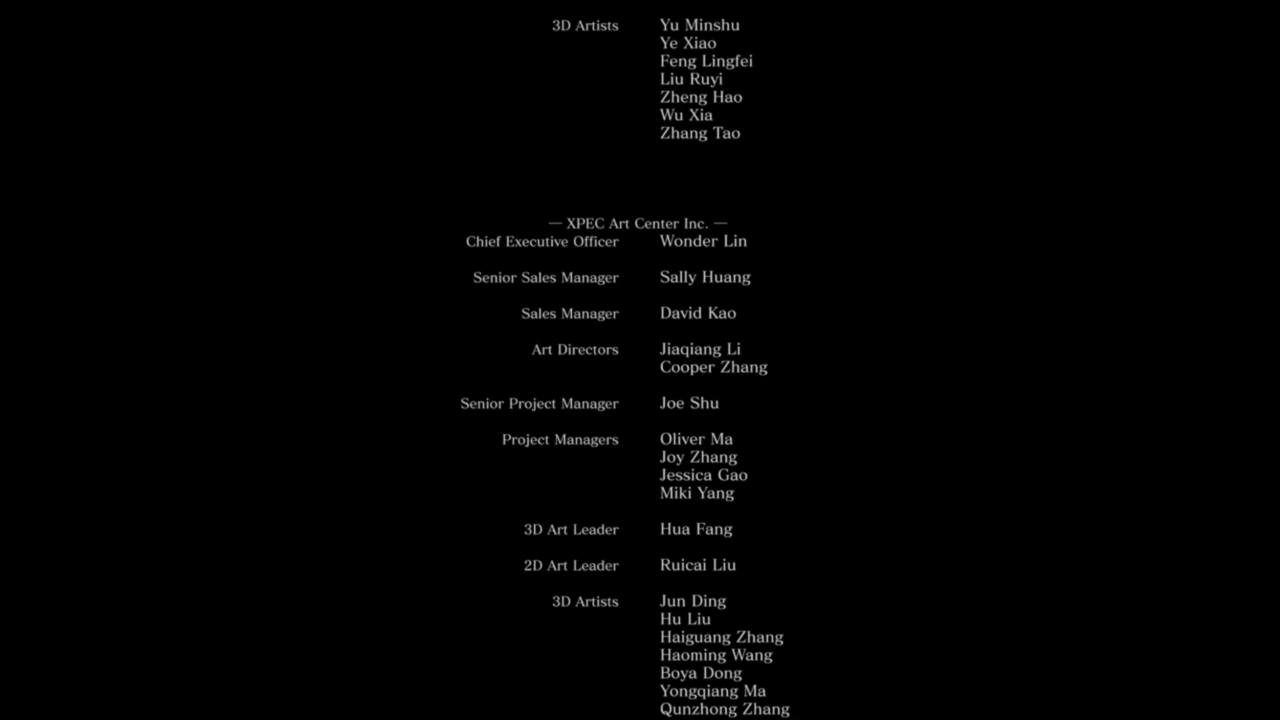 3D Artists Yu Minshu
Ye Xiao
Feng Lingfei
Liu Ruyi
Zheng Hao
Wu Xia
Zhang Tao
— XPEC Art Center Inc. —
Chief Executive Officer Wonder Lin
Senior Sales Manager Sally Huang
Sales Manager David Kao
Art Directors Jiaqiang Li
Cooper Zhang
Senior Project Manager Joe Shu
Project Managers Oliver Ma
Joy Zhang
Jessica Gao
Miki Yang
3D Art Leader Hua Fang
2D Art Leader Ruicai Liu
3D Artists Jun Ding
Hu Liu
Haiguang Zhang
Haoming Wang
Boya Dong
Yongqiang Ma
Qunzhong Zhang